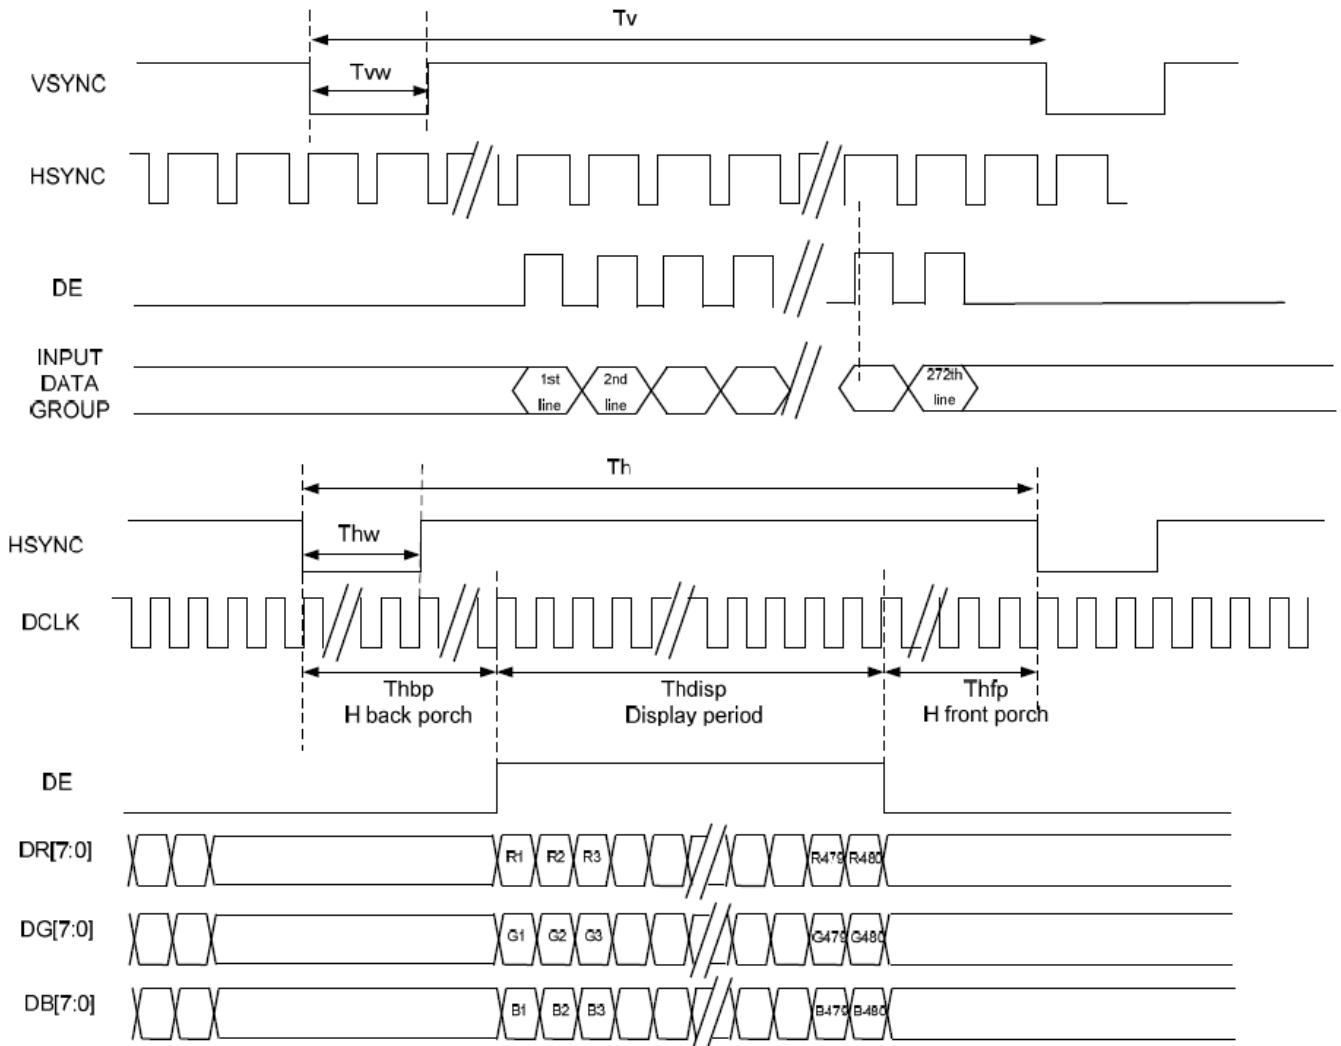 Tv
Tvw
VSYNC
HSYNC
DE
INPUT
DATA
GROUP
1st
line
2nd
line
272th
line
Th
Thw
HSYNC
DCLK
Thbp
H back porch
Thdisp
Display period
Thfp
H front porch
DE
DR[7:0]
R1 R2 R3 R479 R480
DG[7:0]
G1 G2 G3 G479 G480
DB[7:0]
B1 B2 B3 B479 B480